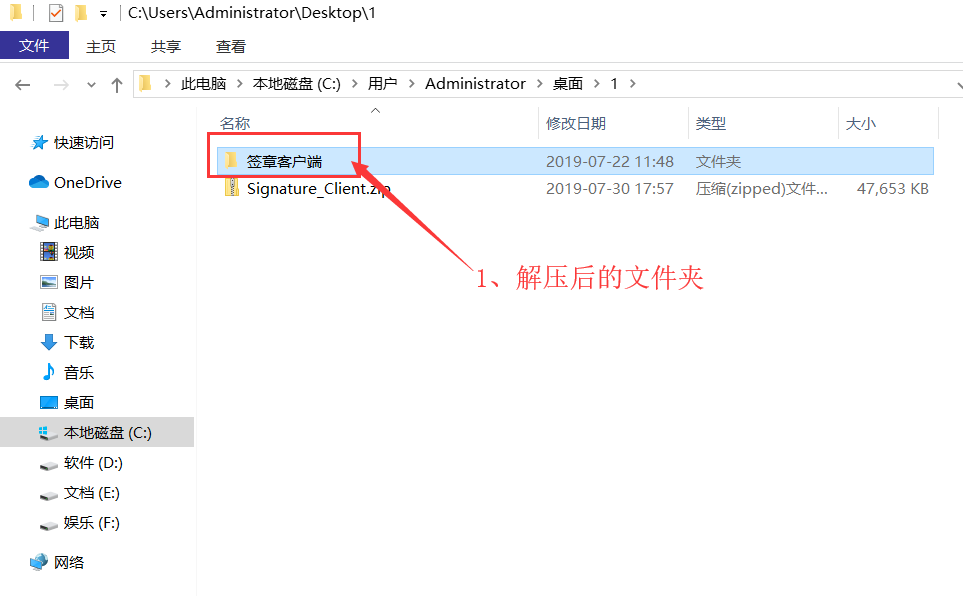 C:\Users\Administrator\Desktop\1
文件 主页 共享 查看
此电脑 本地磁盘 (C:) 用户 Administrator 桌面 1
名称 修改日期 类型 大小
快速访问
签章客户端 2019-07-22 11:48 文件夹
Signature_Client.zip 2019-07-30 17:57 压缩(zipped)文件... 47,653 KB
OneDrive
此电脑
视频
图片
1、解压后的文件夹
文档
下载
音乐
桌面
本地磁盘 (C:)
软件 (D:)
文档 (E:)
娱乐 (F:)
网络